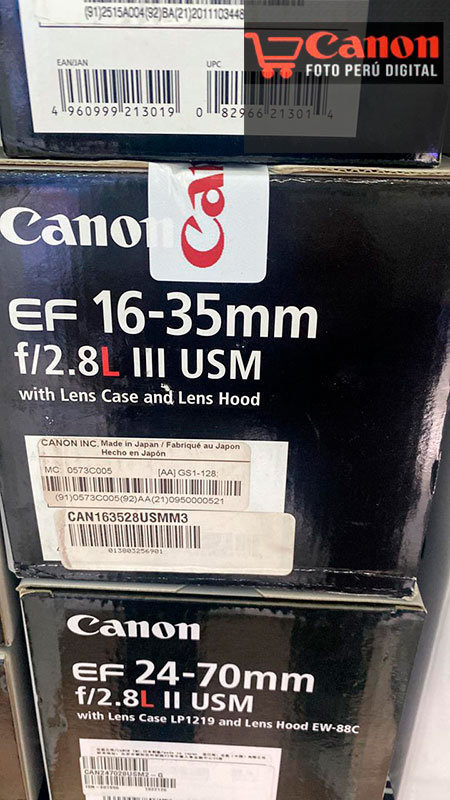 (91)2515A004(92)BA(21)2011103448
EAN/JAN
UPC
4 960999 213019
0 82966 21301 4
Canon
FOTO PERÚ DIGITAL
Canon
Can
EF 16-35mm
f/2.8L III USM
with Lens Case and Lens Hood
CANON INC. Made in Japan / Fabriqué au Japon
Hecho en Japón
MC: 0573C005 [AA] GS1-128:
(91)0573C005(92)AA(21)0950000521
CAN163528USMM3
013803256901
Canon
EF 24-70mm
f/2.8L II USM
with Lens Case LP1219 and Lens Hood EW-88C
CAN247028USM2-G